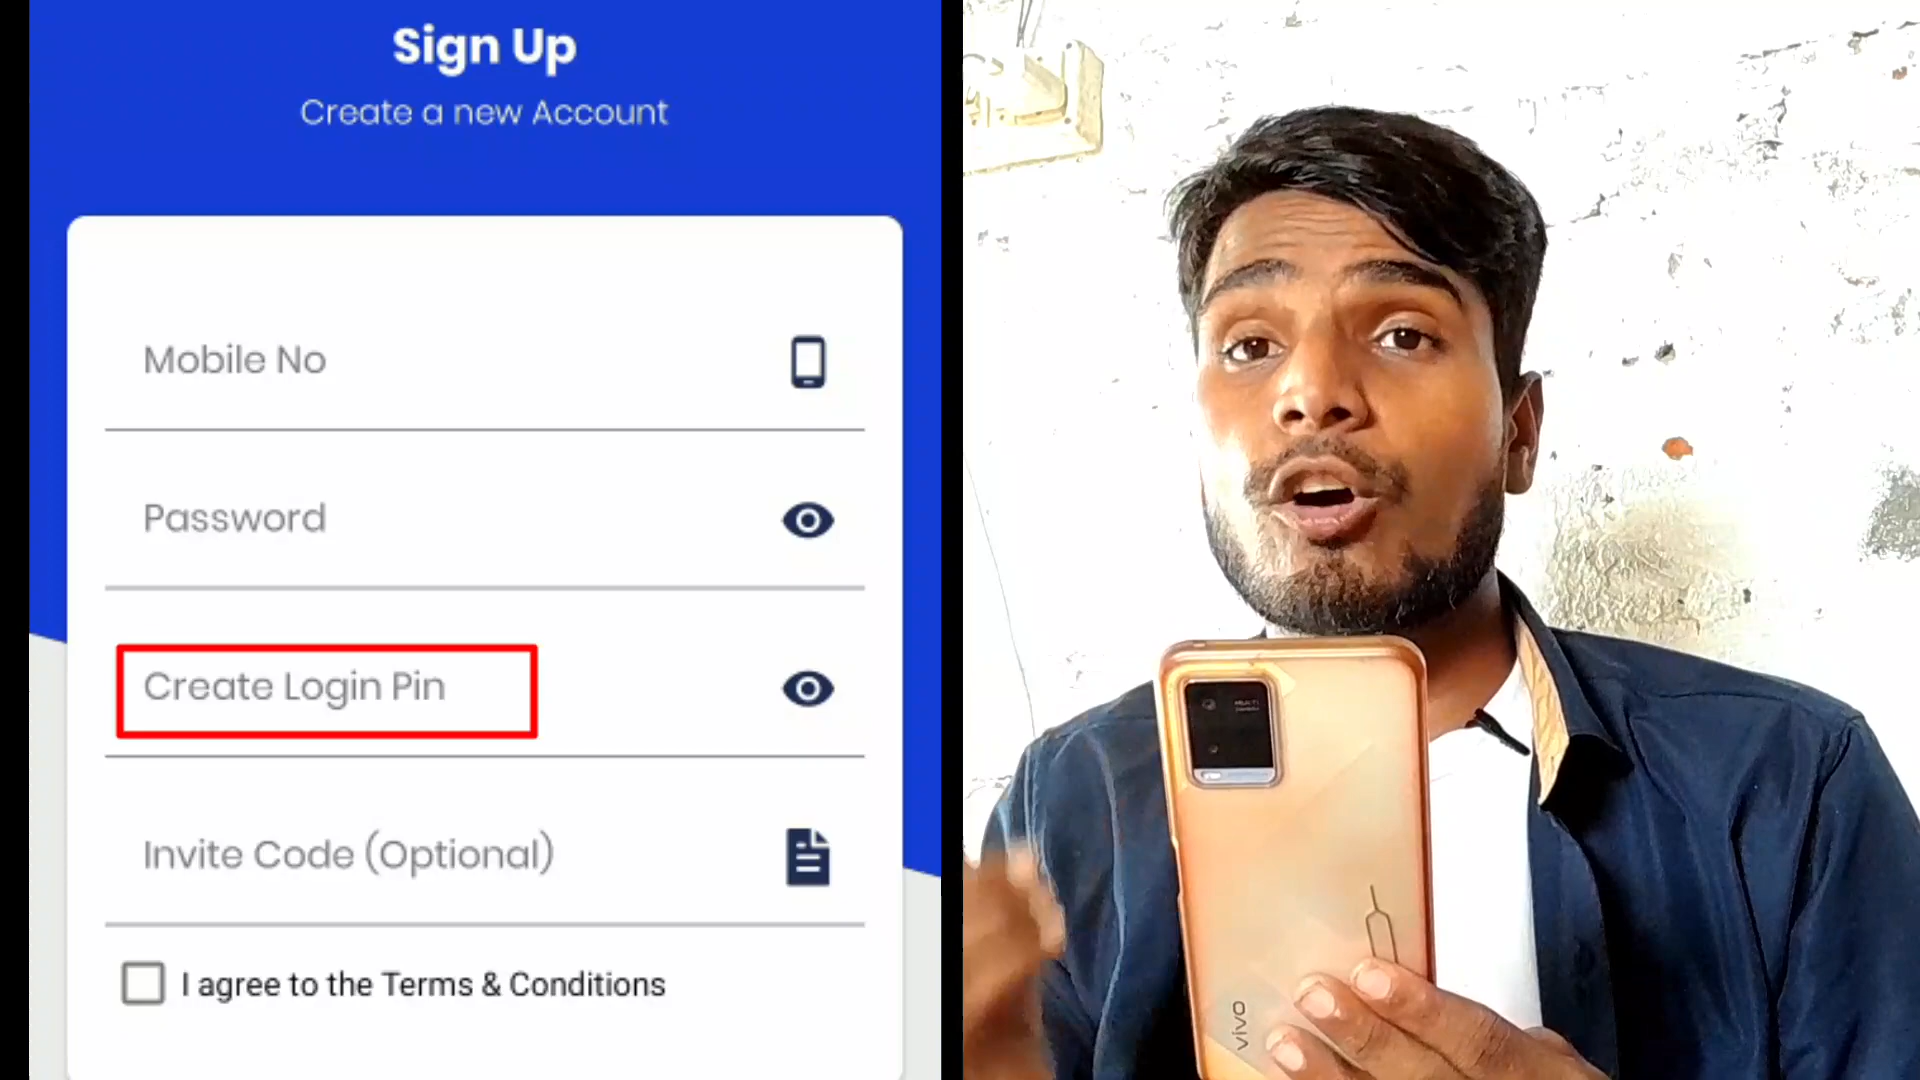 Sign Up
Create a new Account
Mobile No
Password
Create Login Pin
Invite Code (Optional)
I agree to the Terms & Conditions
vivo